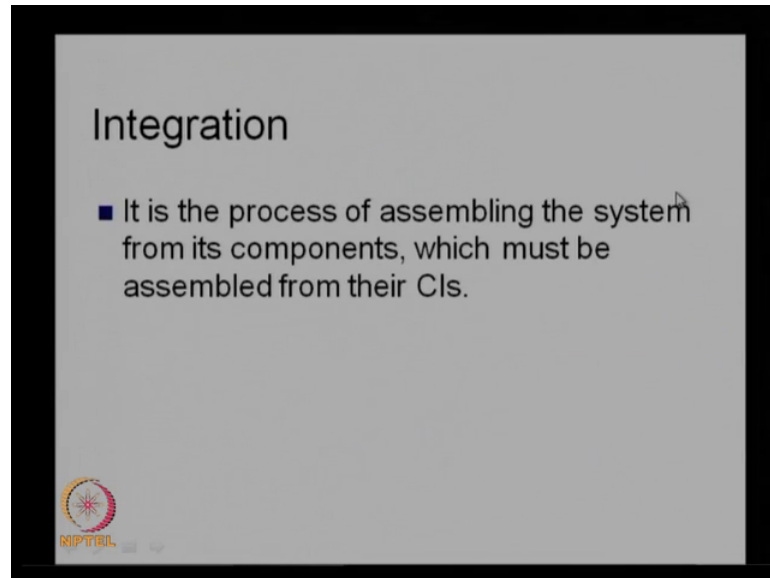 Integration
It is the process of assembling the system
from its components, which must be
assembled from their CIs.
NPTEL